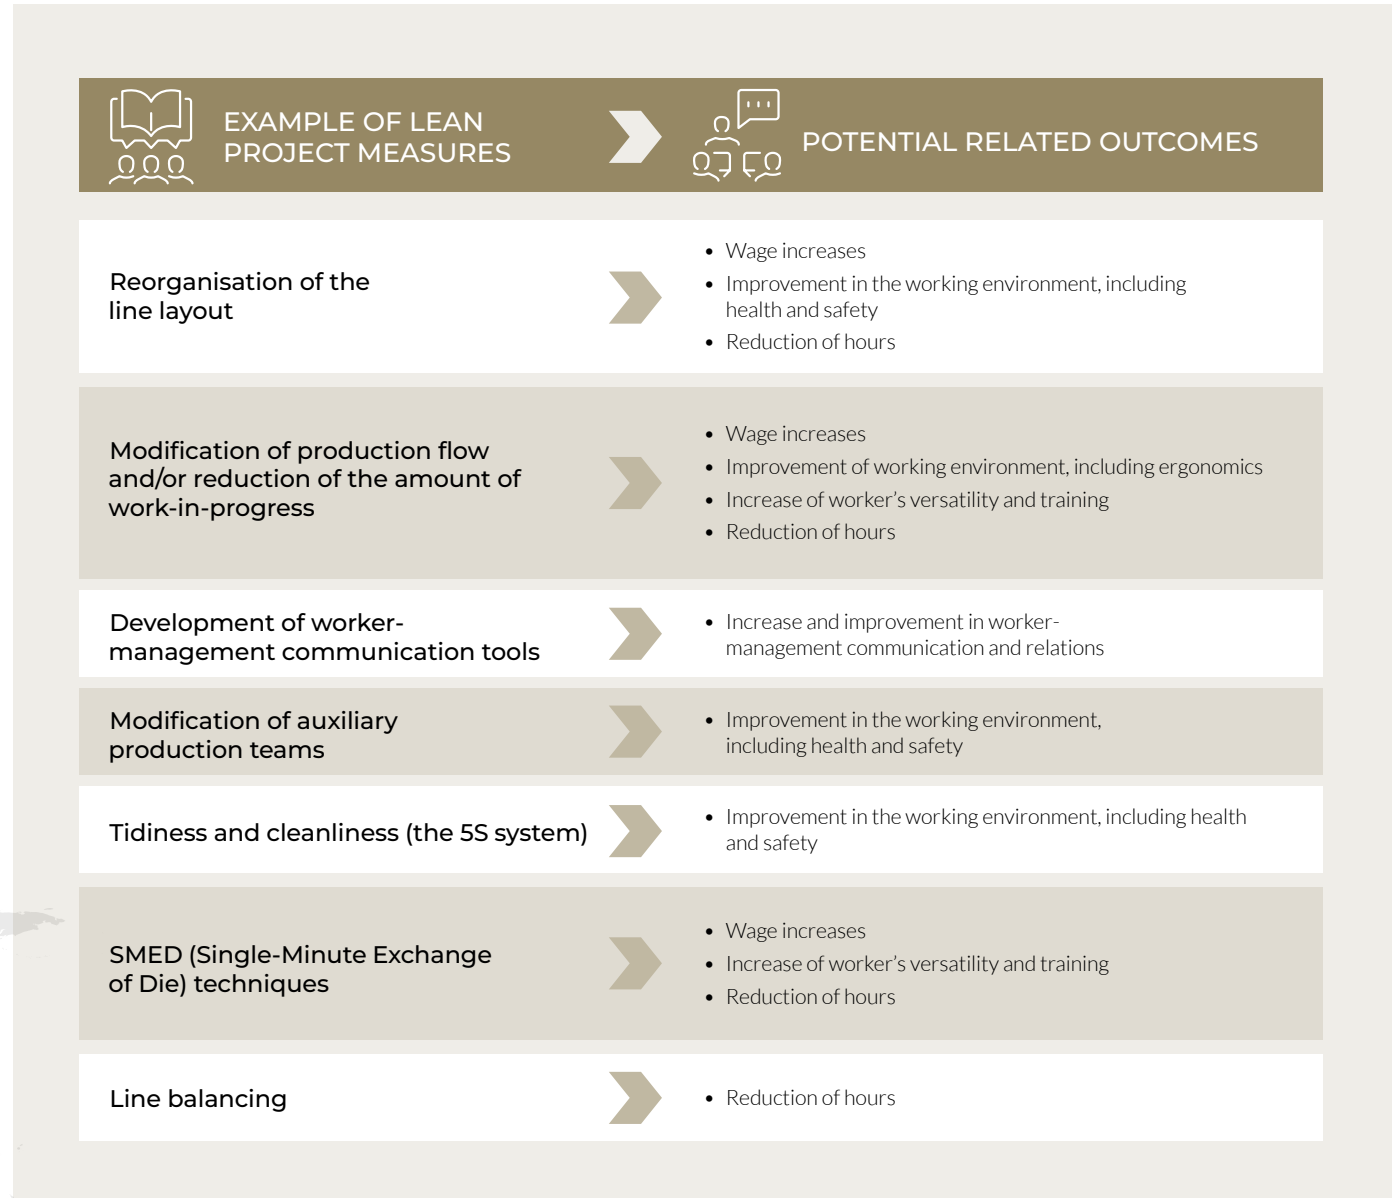 EXAMPLE OF LEAN
PROJECT MEASURES
POTENTIAL RELATED OUTCOMES
Reorganisation of the
line layout
• Wage increases
• Improvement in the working environment, including
health and safety
• Reduction of hours
Modification of production flow
and/or reduction of the amount of
work-in-progress
• Wage increases
• Improvement of working environment, including ergonomics
• Increase of worker’s versatility and training
• Reduction of hours
Development of worker-
management communication tools
• Increase and improvement in worker-
management communication and relations
Modification of auxiliary
production teams
• Improvement in the working environment,
including health and safety
Tidiness and cleanliness (the 5S system)
• Improvement in the working environment, including health
and safety
SMED (Single-Minute Exchange
of Die) techniques
• Wage increases
• Increase of worker’s versatility and training
• Reduction of hours
Line balancing
• Reduction of hours